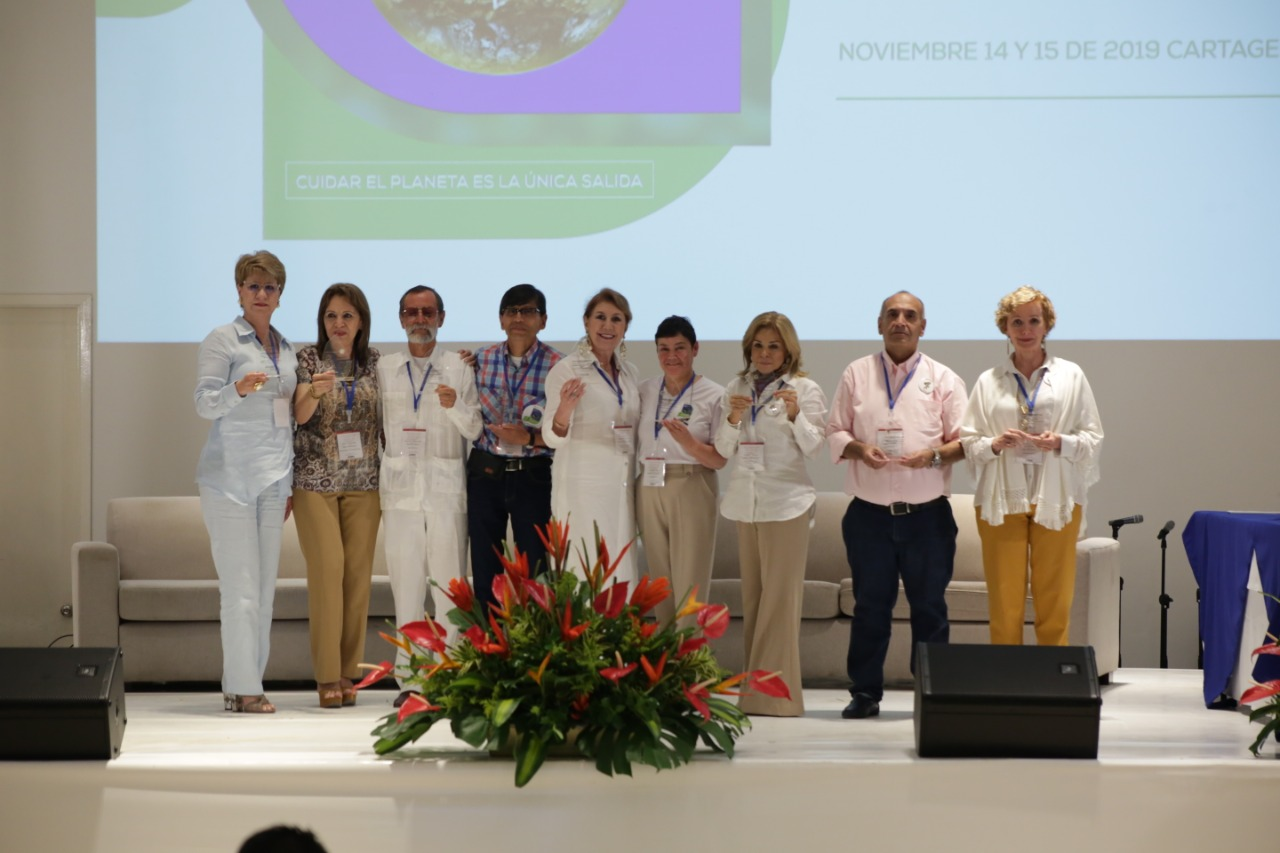 NOVIEMBRE 14 Y 15 DE 2019 CARTAGE
CUIDAR EL PLANETA ES LA ÚNICA SALIDA